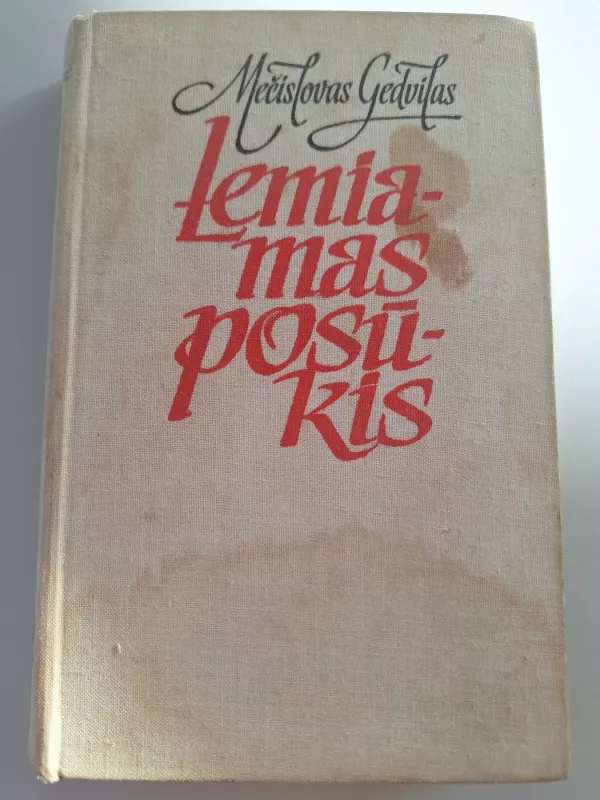 Mečislovas Gedvilas
Lemia-
mas
posū-
kis